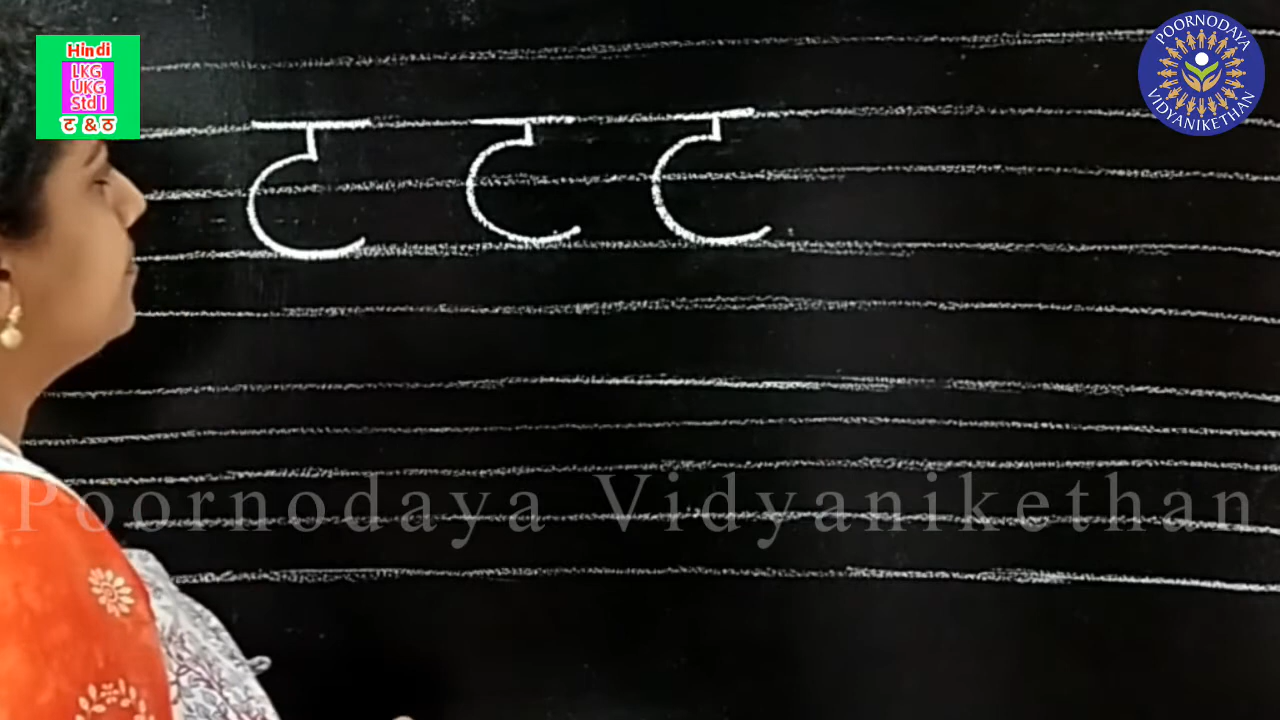 Hindi
LKG
UKG
Std I
ट & ठ
POORNODAYA
VIDYANIKETHAN
ट ट ट
Poornodaya Vidyanikethan